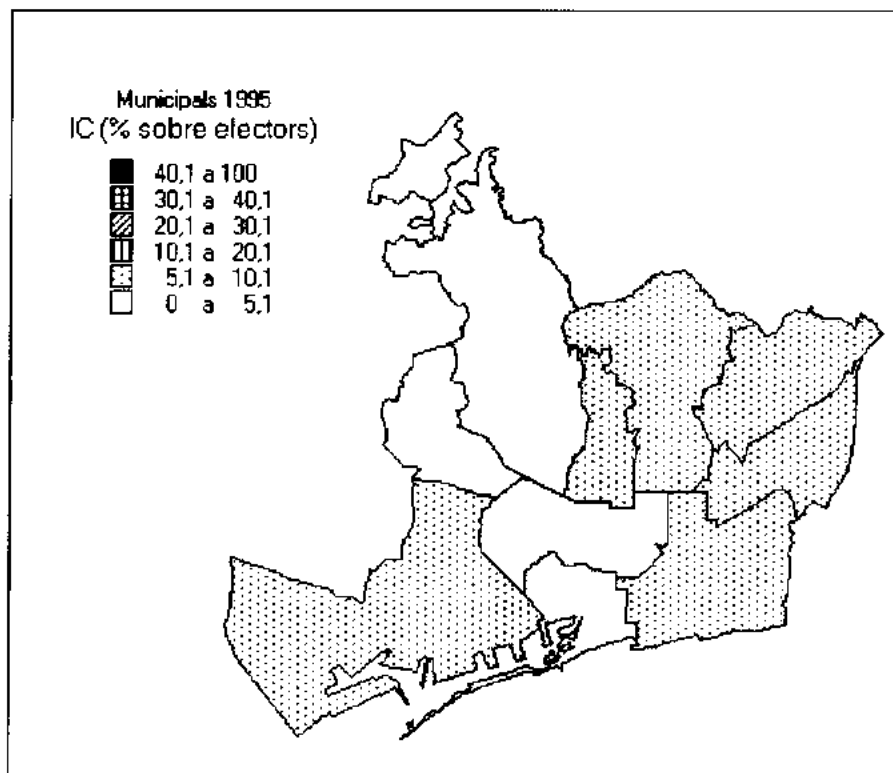 Municipals 1995
IC (% sobre electors)
40,1 a 100
30,1 a 40,1
20,1 a 30,1
10,1 a 20,1
5,1 a 10,1
0 a 5,1